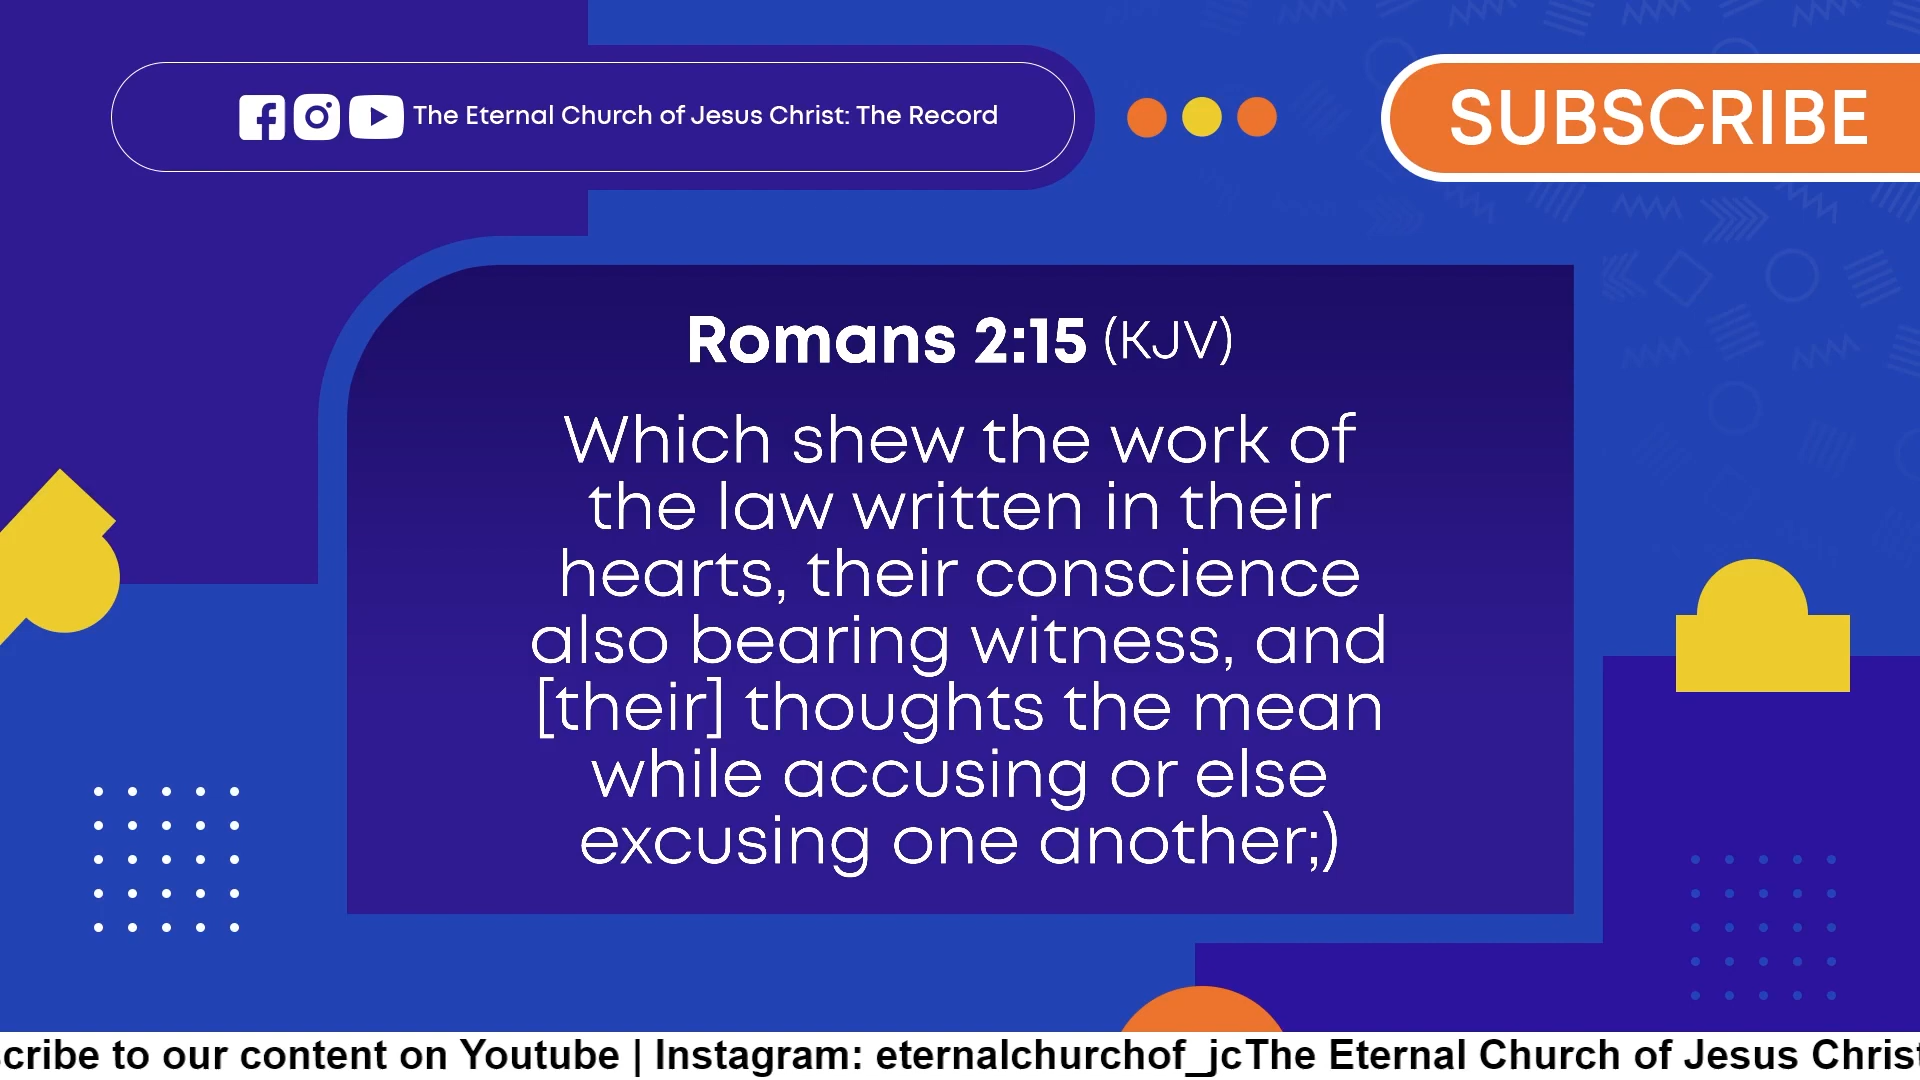 The Eternal Church of Jesus Christ: The Record
SUBSCRIBE
Romans 2:15 (KJV)
Which shew the work of
the law written in their
hearts, their conscience
also bearing witness, and
[their] thoughts the mean
while accusing or else
excusing one another;)
cribe to our content on Youtube | Instagram: eternalchurchof_jcThe Eternal Church of Jesus Christ